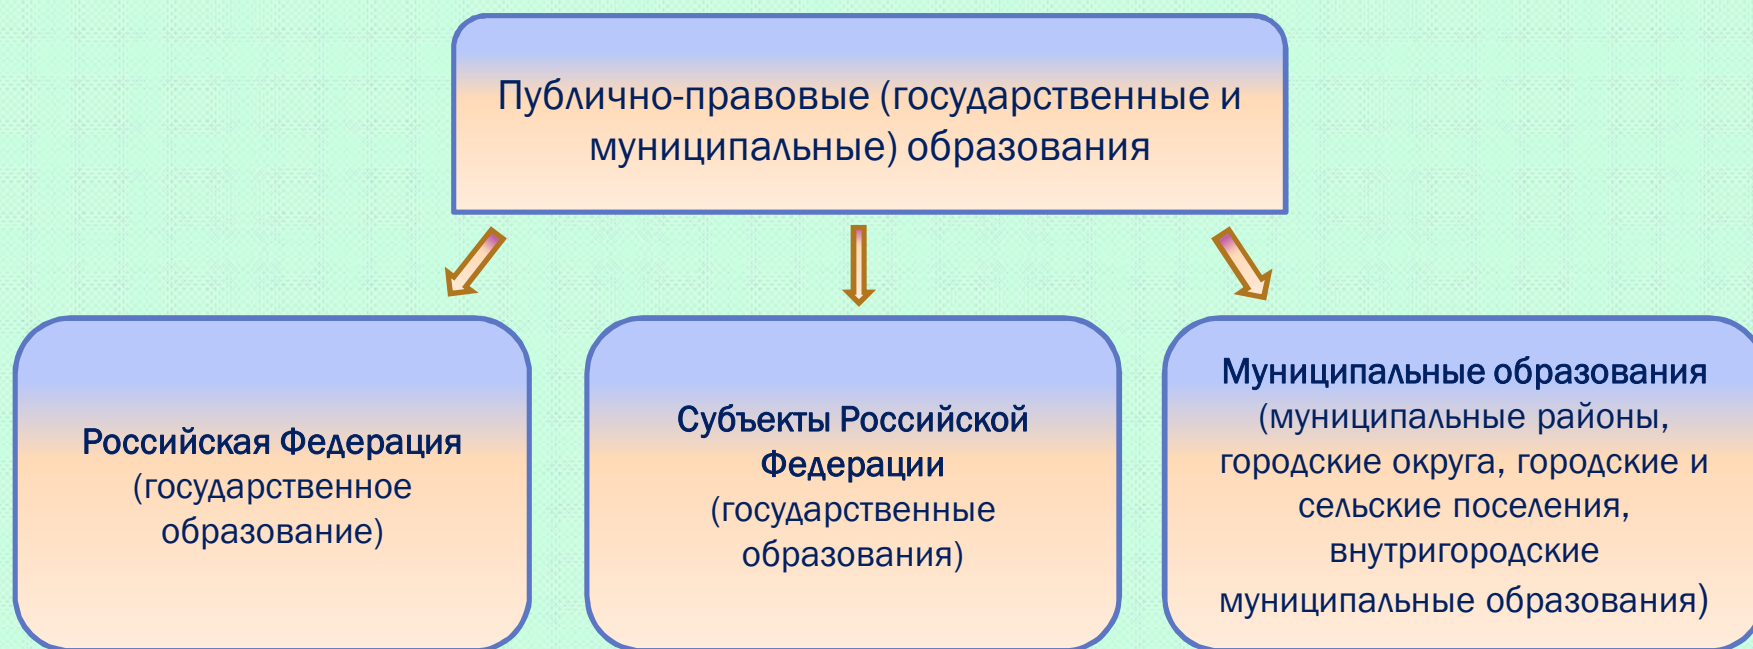 Публично-правовые (государственные и
муниципальные) образования
Российская Федерация
(государственное
образование)
Субъекты Российской
Федерации
(государственные
образования)
Муниципальные образования
(муниципальные районы,
городские округа, городские и
сельские поселения,
внутригородские
муниципальные образования)